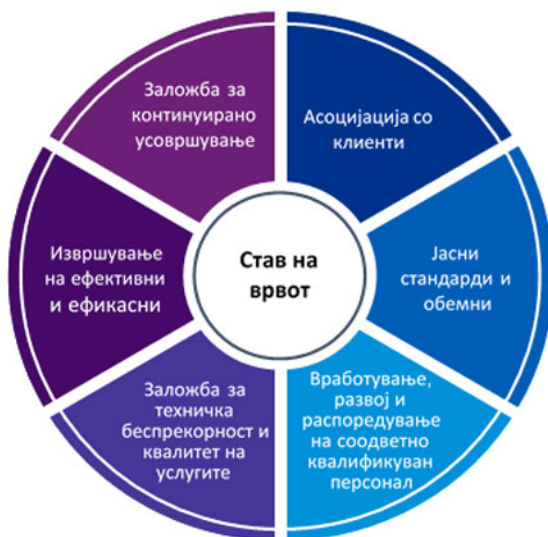 Заложба за
континуирано
усовршување
Асоцијација со
клиенти
Извршување
на ефективни
и ефикасни
Став на
врвот
Јасни
стандарди и
обемни
Заложба за
техничка
беспрекорност и
квалитет на
услугите
Вработување,
развој и
распоредување
на соодветно
квалификуван
персонал